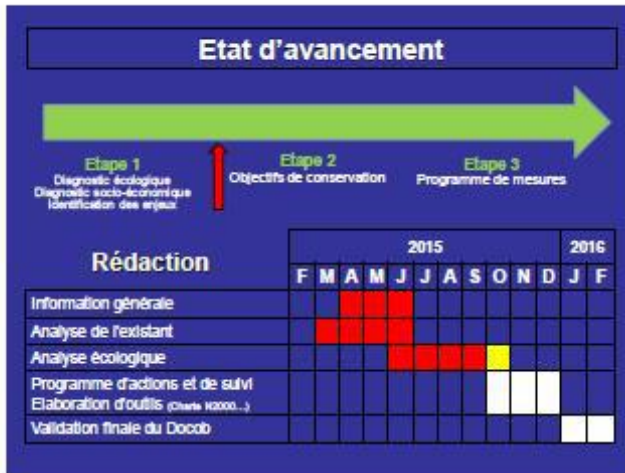 Etat d'avancement
Etape 1
Diagnostic écologique
Diagnostic socio-économique
Identification des enjeux
Etape 2
Objectifs de conservation
Etape 3
Programme de mesures
Rédaction
2015
2016
F M A M J J A S O N D J F
Information générale
Analyse de l'existant
Analyse écologique
Programme d'actions et de suivi
Elaboration d'outils (Charte N2000...)
Validation finale du Docob